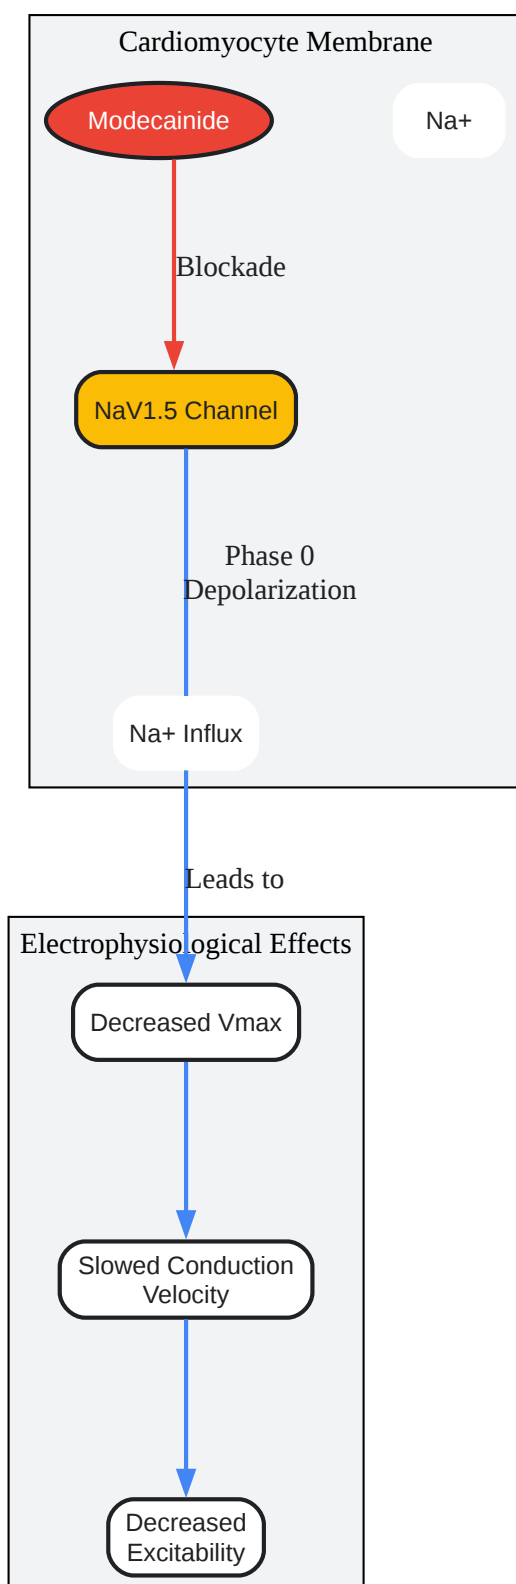 Cardiomyocyte Membrane
Modecainide
Na+
Blockade
NaV1.5 Channel
Phase 0
Depolarization
Na+ Influx
Leads to
Electrophysiological Effects
Decreased Vmax
Slowed Conduction
Velocity
Decreased
Excitability